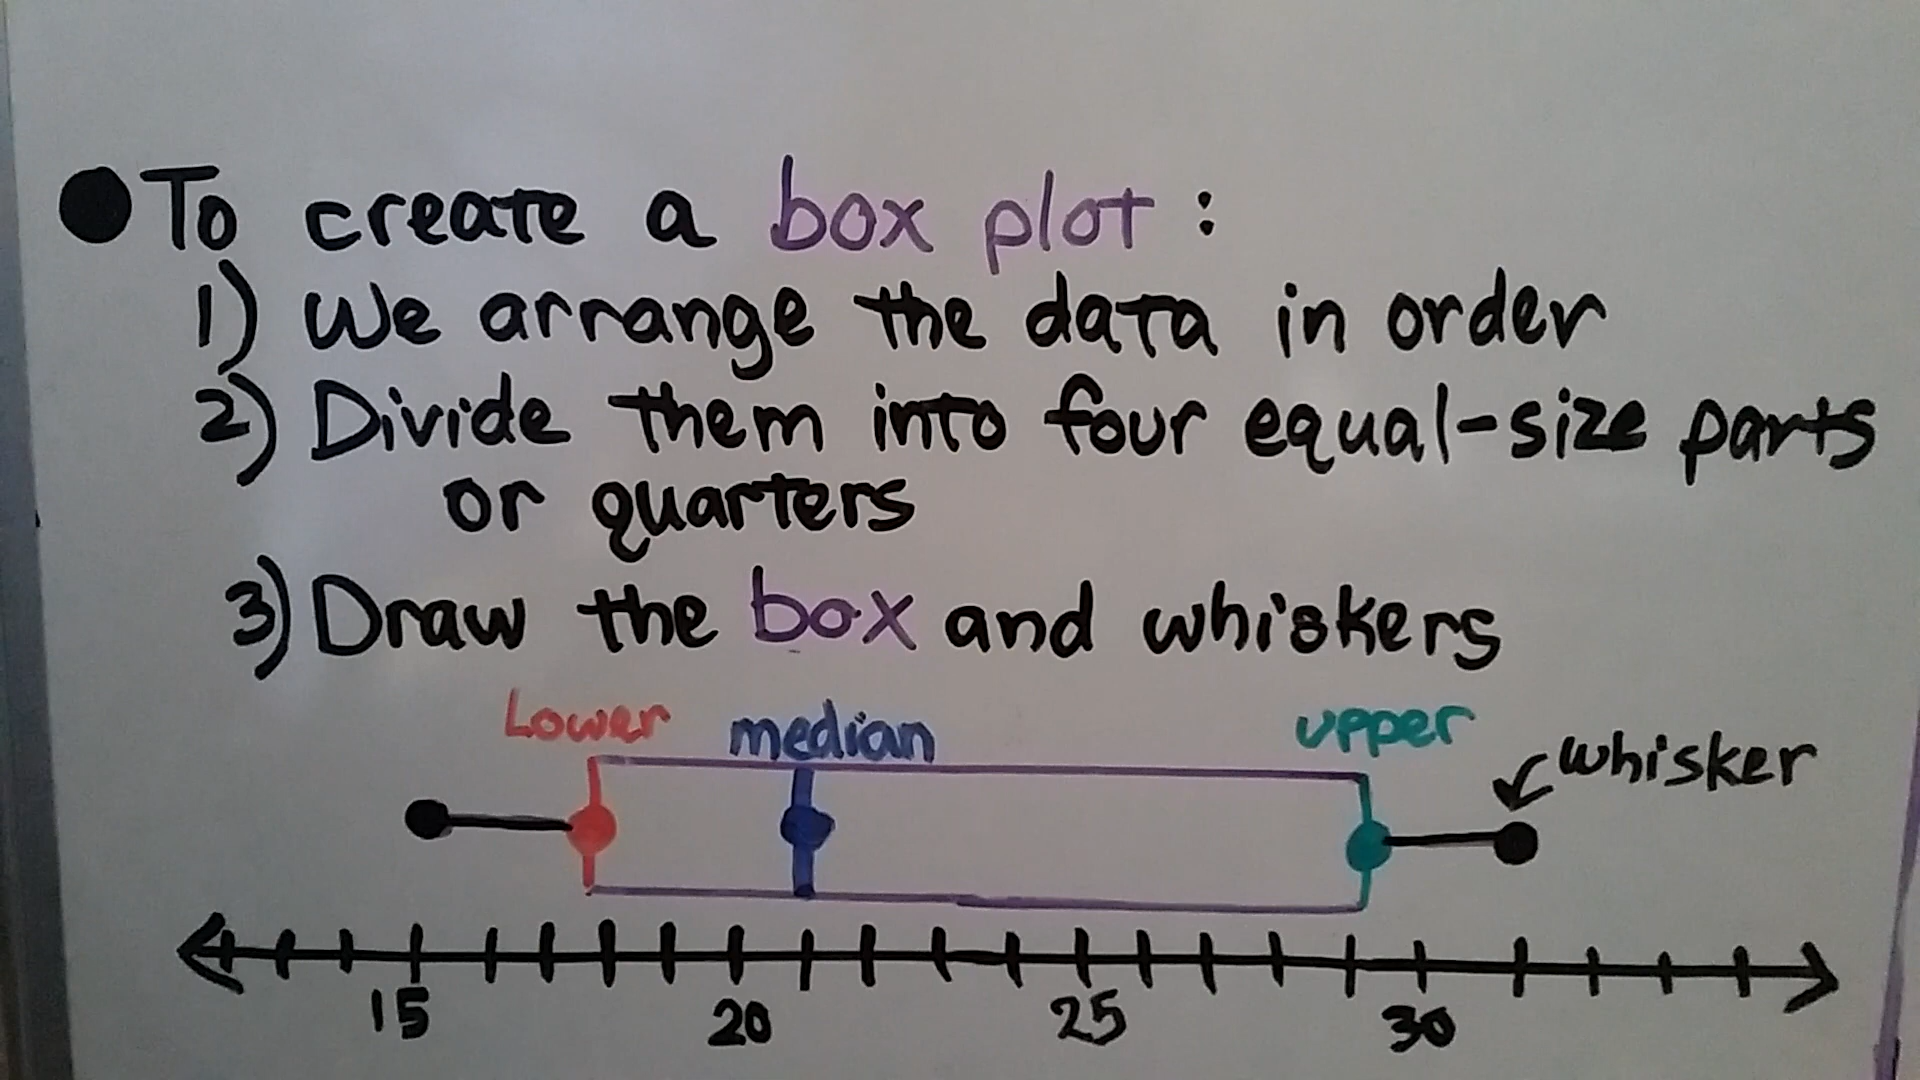 To create a box plot:
1) We arrange the data in order
2) Divide them into four equal-size parts
or quarters
3) Draw the box and whiskers
Lower median upper whisker
15 20 25 30